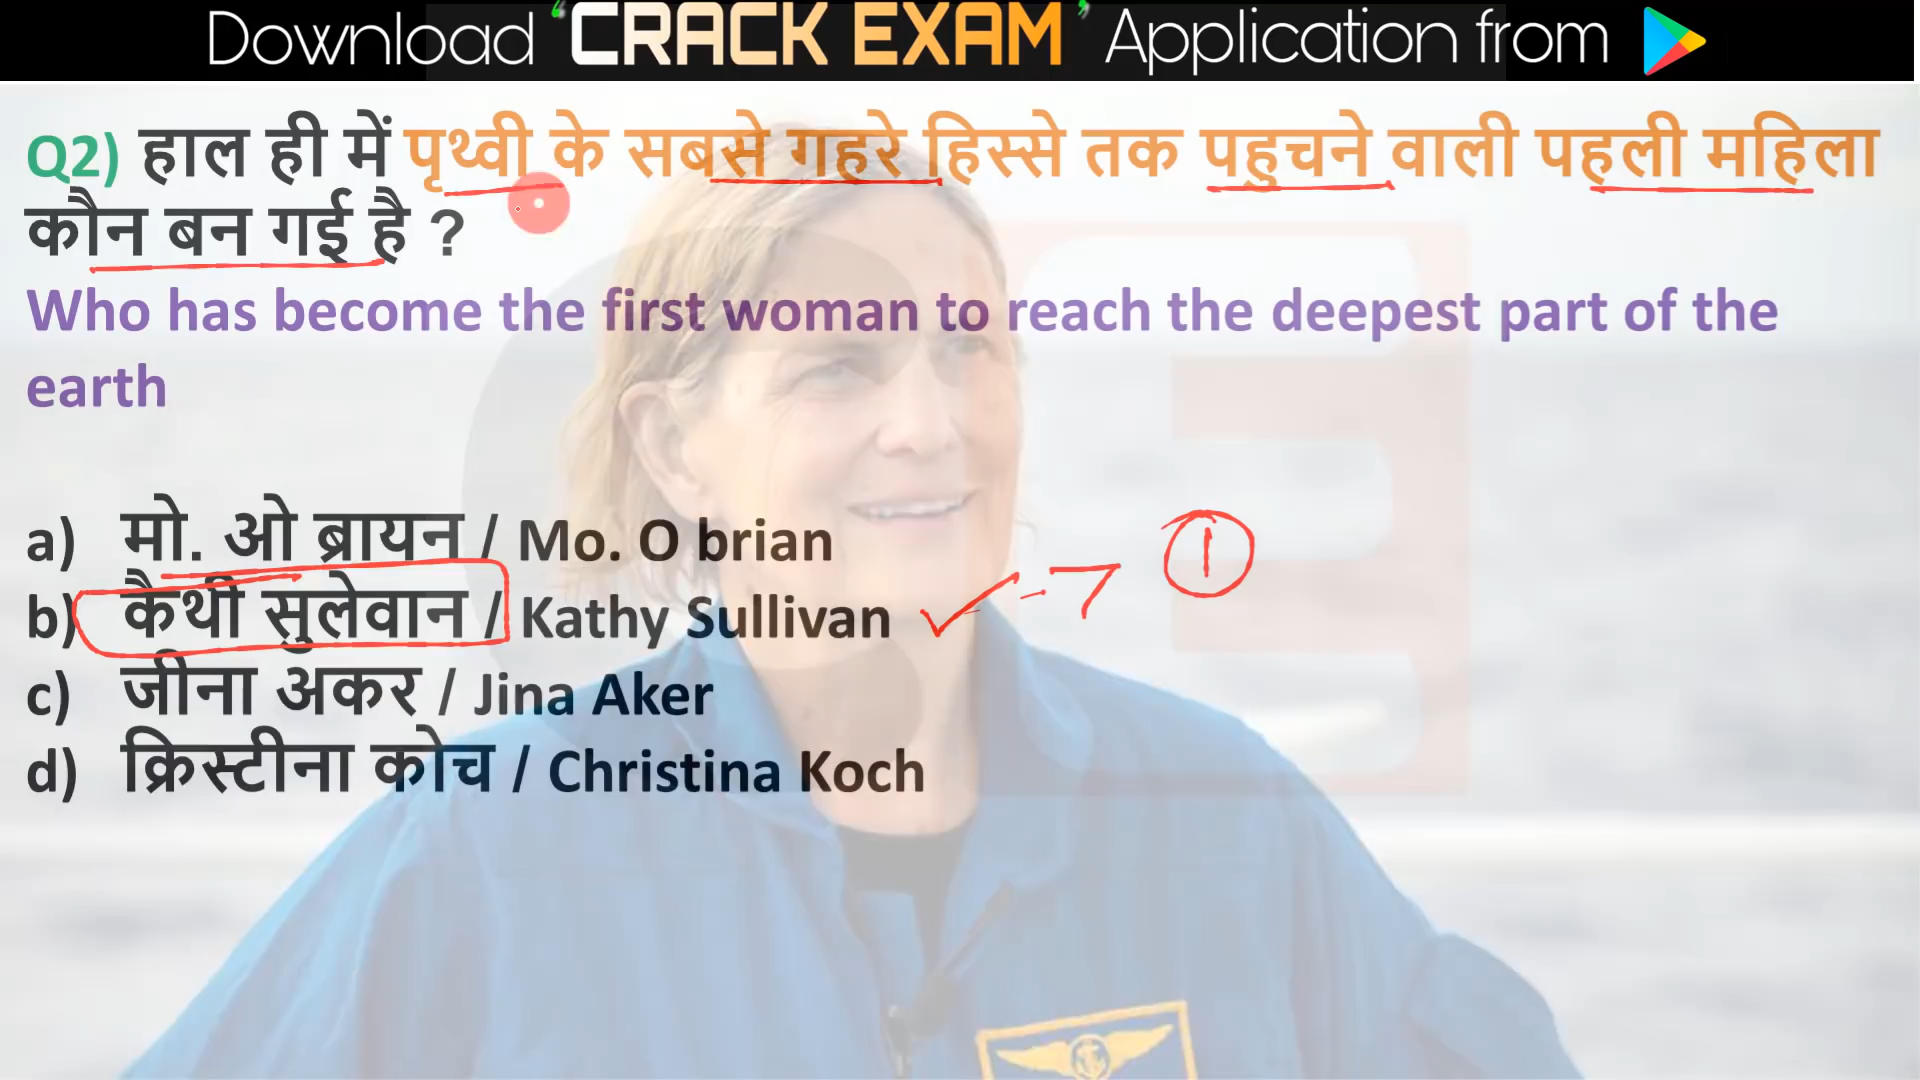 Download ‘CRACK EXAM’ Application from
Q2) हाल ही में पृथ्वी के सबसे गहरे हिस्से तक पहुचने वाली पहली महिला
कौन बन गई है ?
Who has become the first woman to reach the deepest part of the
earth
a) मो. ओ ब्रायन / Mo. O brian
b) कैथी सुलेवान / Kathy Sullivan
1
c) जीना अकर / Jina Aker
d) क्रिस्टीना कोच / Christina Koch